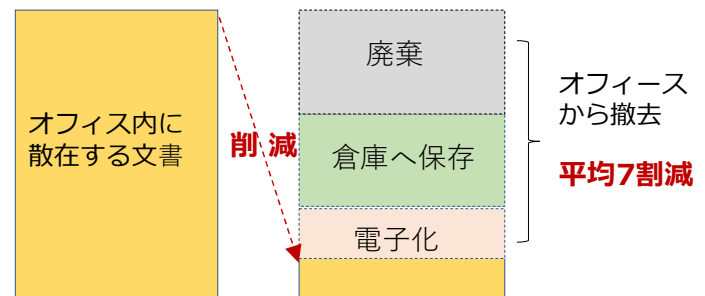 オフィス内に
散在する文書
削 減
廃棄
倉庫へ保存
電子化
オフィース
から撤去
平均7割減